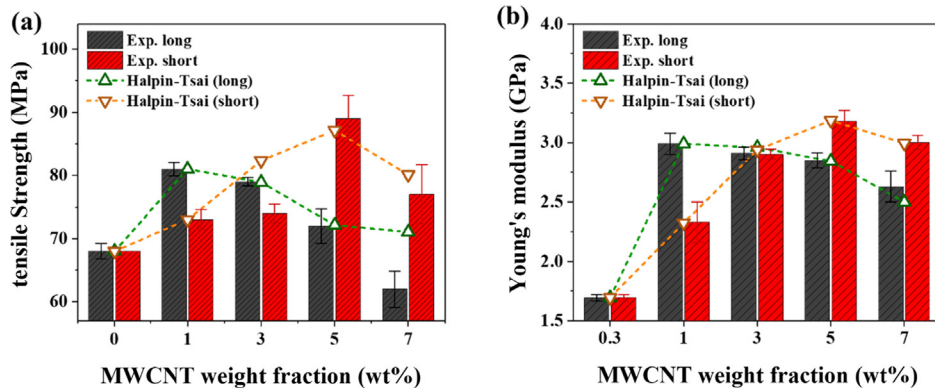 (a)
Exp. long
Exp. short
Halpin-Tsai (long)
Halpin-Tsai (short)
tensile Strength (MPa)
100
90
80
70
60
0 1 3 5 7
MWCNT weight fraction (wt%)
(b)
Exp. long
Exp. short
Halpin-Tsai (long)
Halpin-Tsai (short)
Young's modulus (GPa)
4.0
3.5
3.0
2.5
2.0
1.5
0.3 1 3 5 7
MWCNT weight fraction (wt%)